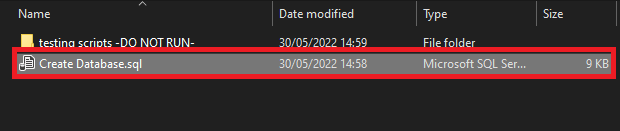 Name Date modified Type Size
testing scripts -DO NOT RUN- 30/05/2022 14:59 File folder
Create Database.sql 30/05/2022 14:58 Microsoft SQL Ser... 9 KB